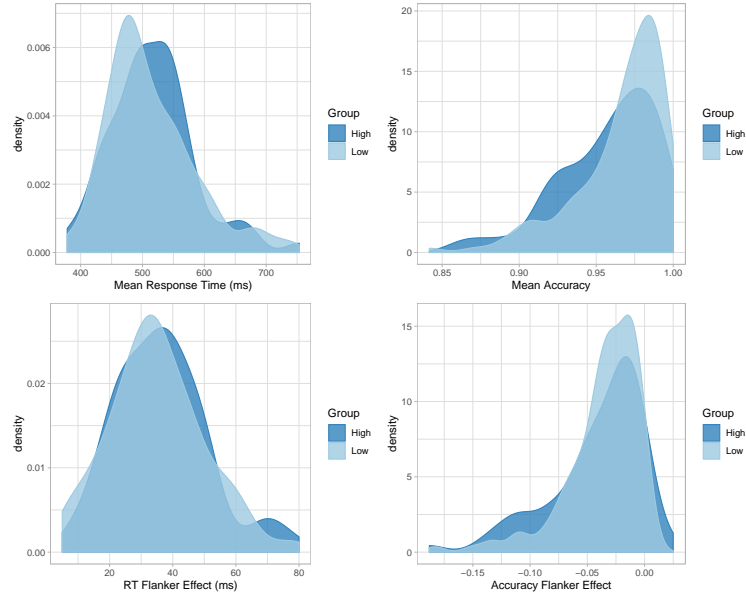 density
0.006
0.004
0.002
0.000
400 500 600 700
Mean Response Time (ms)
Group
High
Low
density
20
15
10
5
0
0.85 0.90 0.95 1.00
Mean Accuracy
Group
High
Low
density
0.02
0.01
0.00
20 40 60 80
RT Flanker Effect (ms)
Group
High
Low
density
15
10
5
0
−0.15 −0.10 −0.05 0.00
Accuracy Flanker Effect
Group
High
Low